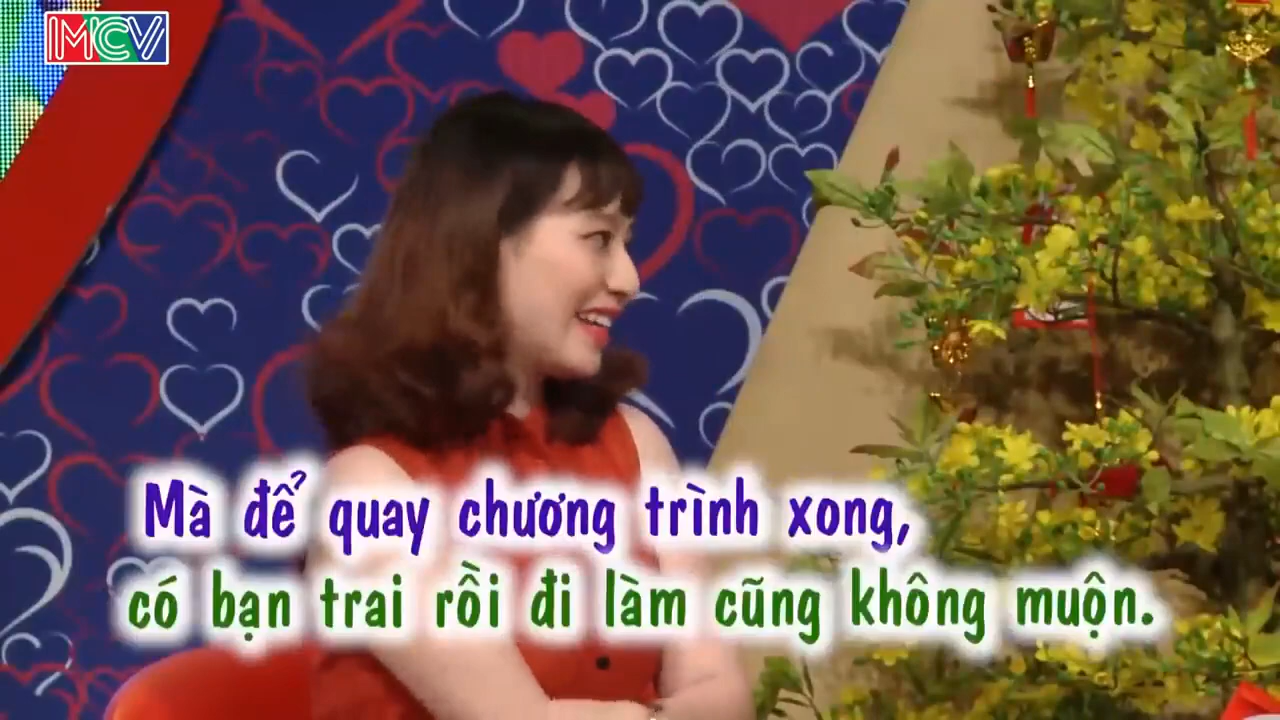 MCV
Mà để quay chương trình xong,
có bạn trai rồi đi làm cũng không muộn.